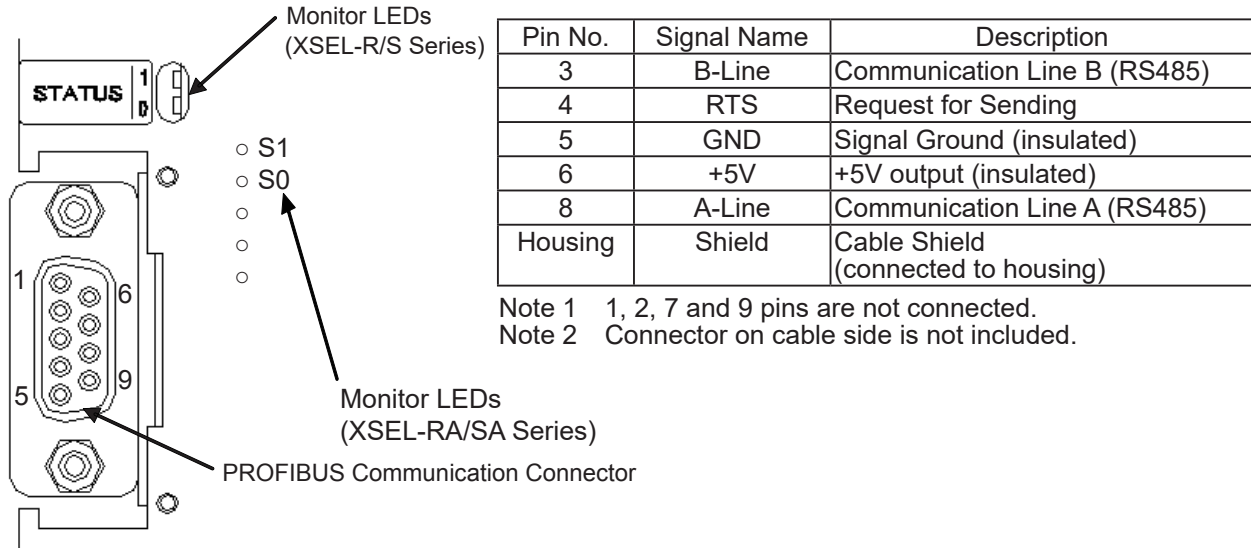 Monitor LEDs
(XSEL-R/S Series)
STATUS 1
0
S1
S0
1
6
5
9
Monitor LEDs
(XSEL-RA/SA Series)
PROFIBUS Communication Connector
Pin No. Signal Name Description
3 B-Line Communication Line B (RS485)
4 RTS Request for Sending
5 GND Signal Ground (insulated)
6 +5V +5V output (insulated)
8 A-Line Communication Line A (RS485)
Housing Shield Cable Shield
(connected to housing)
Note 1 1, 2, 7 and 9 pins are not connected.
Note 2 Connector on cable side is not included.